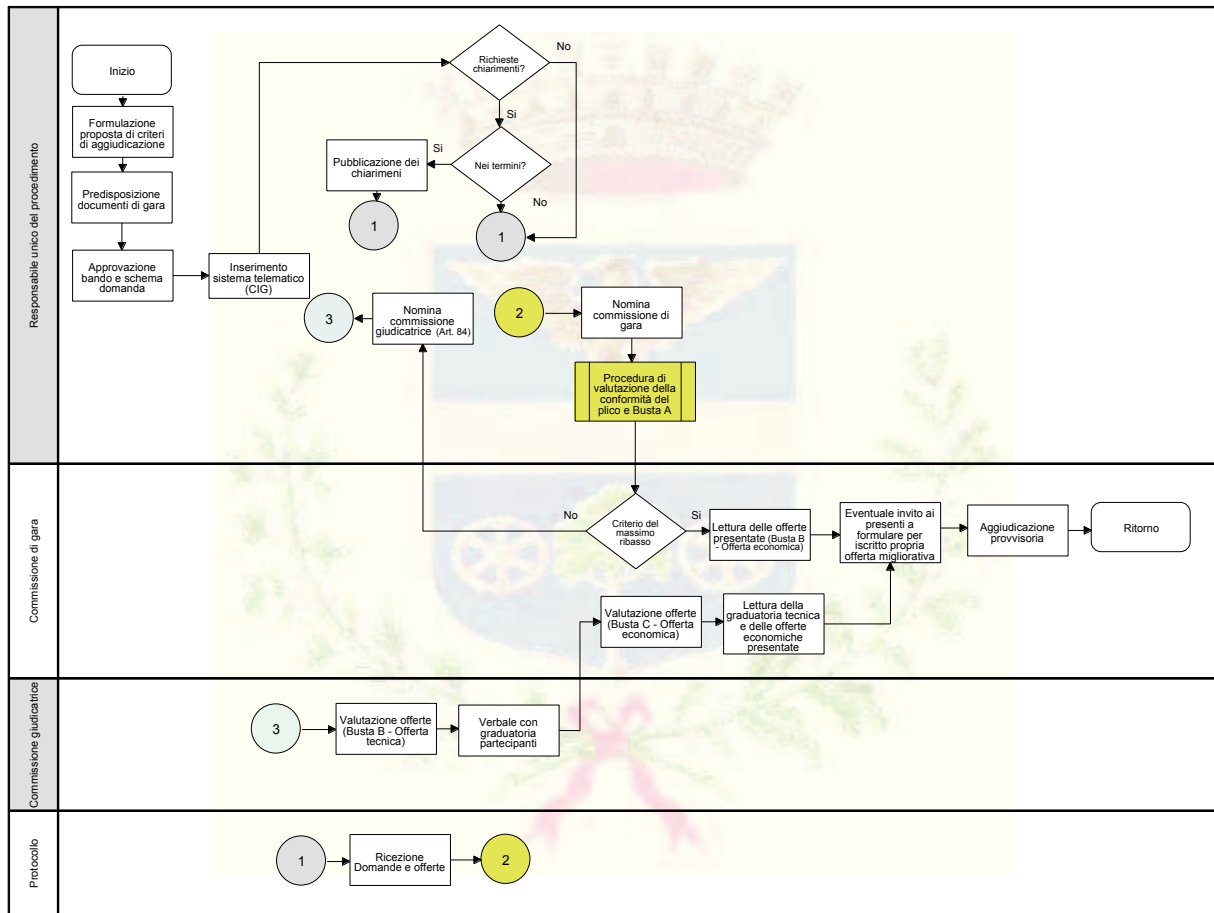 Responsabile unico del procedimento
Inizio
Formulazione
proposta di criteri
di aggiudicazione
Predisposizione
documenti di gara
Approvazione
bando e schema
domanda
Inserimento
sistema telematico
(CIG)
Richieste
chiarimenti?
No
Si
Nei termini?
Si
No
Pubblicazione dei
chiarimeni
1
1
3
Nomina
commissione
giudicatrice (Art. 84)
2
Nomina
commissione di
gara
Procedura di
valutazione della
conformità del
plico e Busta A
Commissione di gara
No
Criterio del
massimo
ribasso
Si
Lettura delle offerte
presentate (Busta B
- Offerta economica)
Eventuale invito ai
presenti a
formulare per
iscritto propria
offerta migliorativa
Aggiudicazione
provvisoria
Ritorno
Valutazione offerte
(Busta C - Offerta
economica)
Lettura della
graduatoria tecnica
e delle offerte
economiche
presentate
Commissione giudicatrice
3
Valutazione offerte
(Busta B - Offerta
tecnica)
Verbale con
graduatoria
partecipanti
Protocollo
1
Ricezione
Domande e offerte
2